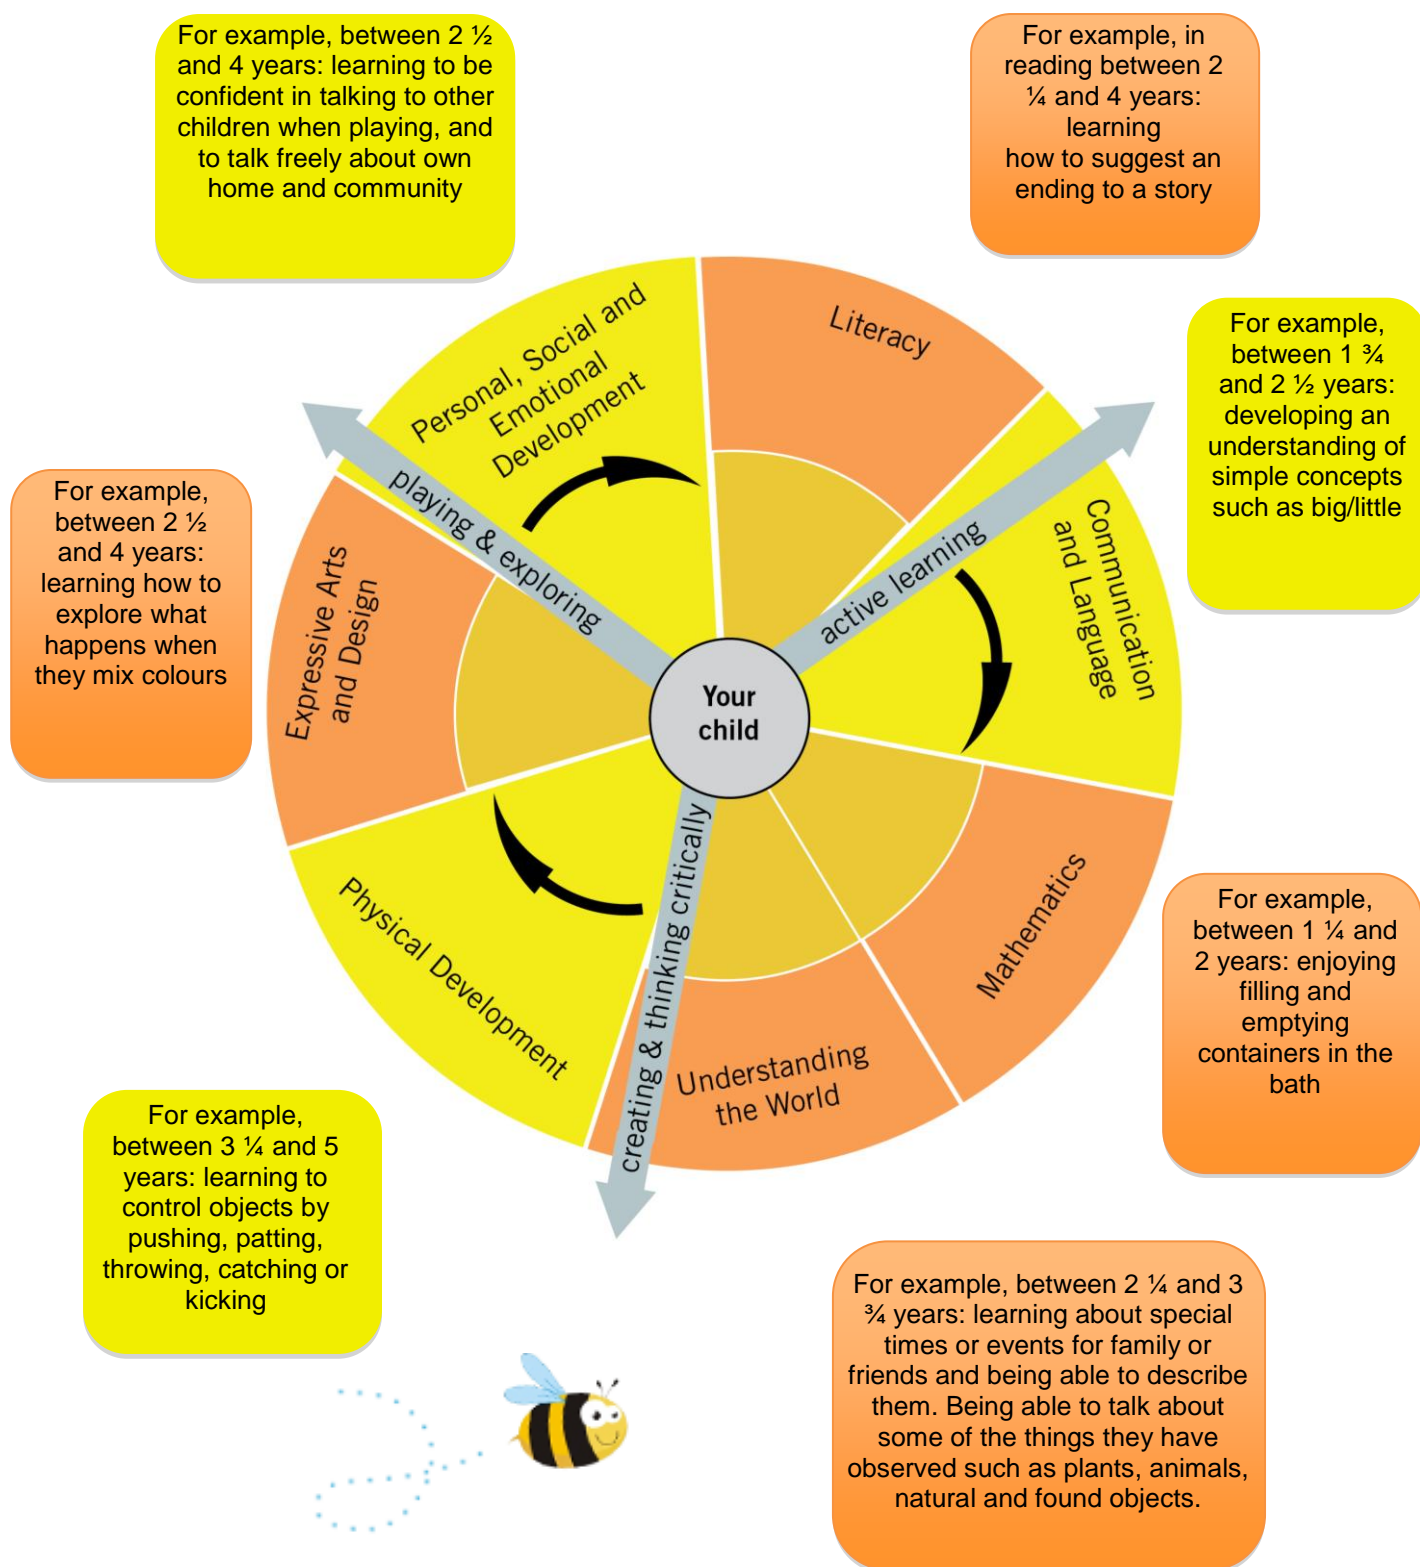 For example, between 2 ½
and 4 years: learning to be
confident in talking to other
children when playing, and
to talk freely about own
home and community
For example, in
reading between 2
¼ and 4 years:
learning
how to suggest an
ending to a story
For example,
between 1 ¾
and 2 ½ years:
developing an
understanding of
simple concepts
such as big/little
For example,
between 2 ½
and 4 years:
learning how to
explore what
happens when
they mix colours
Personal, Social and
Emotional
Development
Literacy
playing & exploring
active learning
Communication
and Language
Expressive Arts
and Design
Your
child
creating & thinking critically
Physical Development
Mathematics
Understanding
the World
For example,
between 1 ¼ and
2 years: enjoying
filling and
emptying
containers in the
bath
For example,
between 3 ¼ and 5
years: learning to
control objects by
pushing, patting,
throwing, catching or
kicking
For example, between 2 ¼ and 3
¾ years: learning about special
times or events for family or
friends and being able to describe
them. Being able to talk about
some of the things they have
observed such as plants, animals,
natural and found objects.